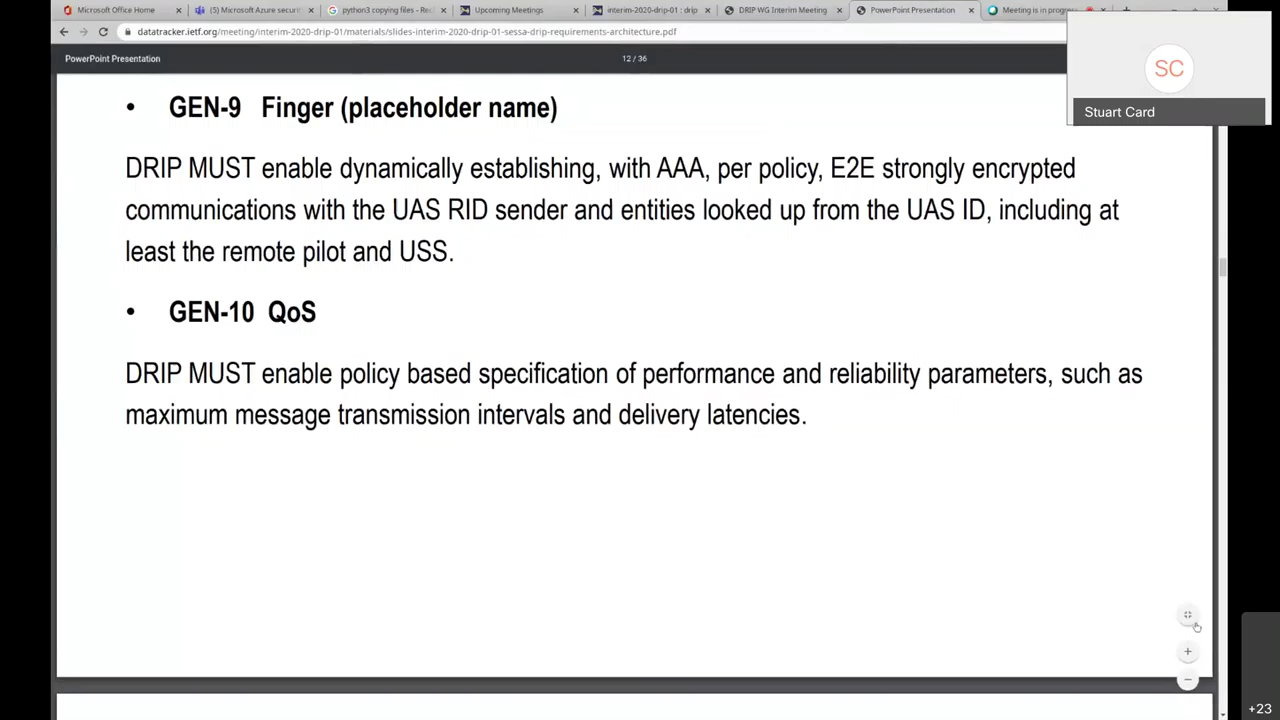 Microsoft Office Home
(5) Microsoft Azure securi
python3 copying files - Rec
Upcoming Meetings
interim-2020-drip-01 : drip
DRIP WG Interim Meeting
PowerPoint Presentation
Meeting is in progr
datatracker.ietf.org/meeting/interim-2020-drip-01/materials/slides-interim-2020-drip-01-sessa-drip-requirements-architecture.pdf
PowerPoint Presentation
12 / 36
SC
Stuart Card
• GEN-9 Finger (placeholder name)
DRIP MUST enable dynamically establishing, with AAA, per policy, E2E strongly encrypted
communications with the UAS RID sender and entities looked up from the UAS ID, including at
least the remote pilot and USS.
• GEN-10 QoS
DRIP MUST enable policy based specification of performance and reliability parameters, such as
maximum message transmission intervals and delivery latencies.
+23